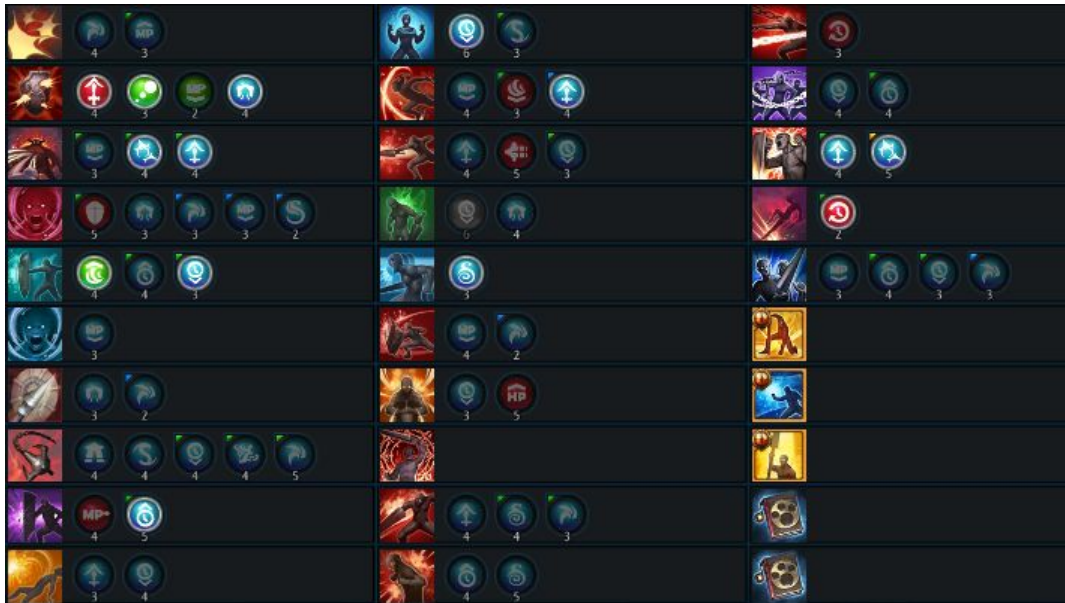 MP
4 3 6 3 3
MP MP
4 3 2 4 4 3 4 4 4
MP
3 4 4 4 5 3 4 5
MP
5 3 3 3 2 6 4 2
MP
4 4 3 3 3 4 3 3
MP MP
3 4 2
HP
3 2 3 5
4 4 4 4 5
MP+
4 5 4 4 3
3 4 4 5